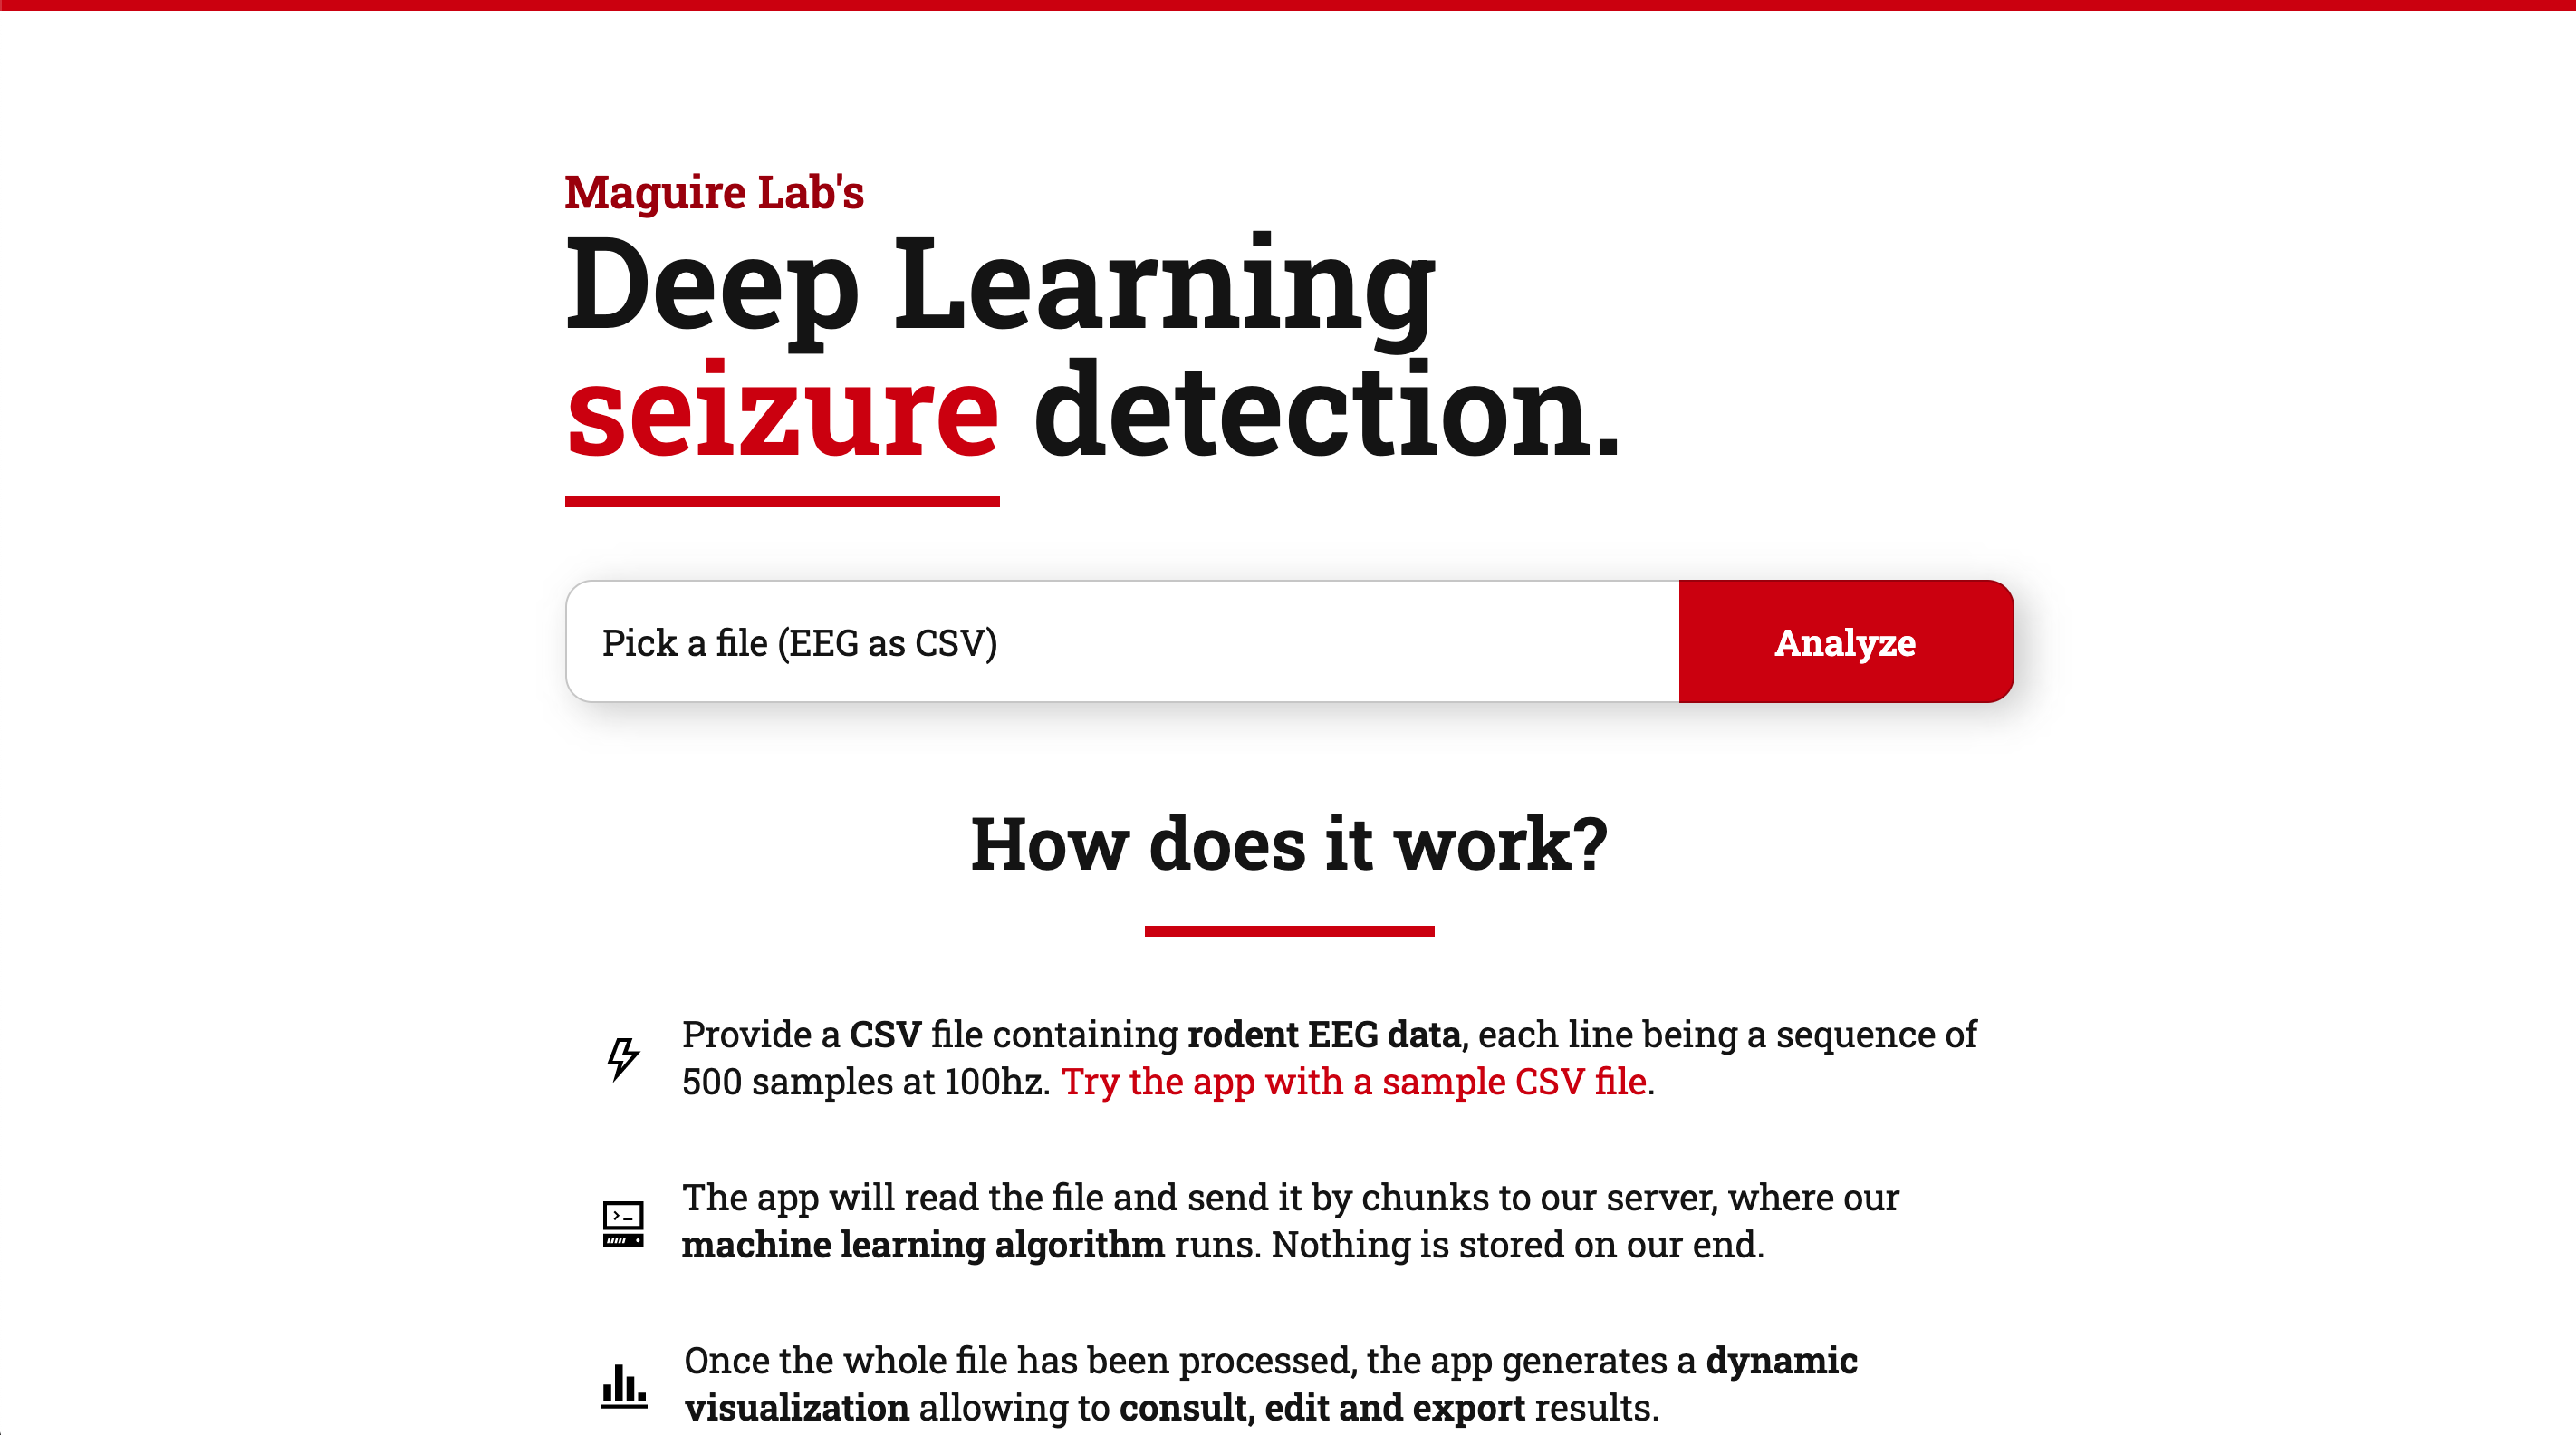 Maguire Lab's
Deep Learning
seizure detection.
Pick a file (EEG as CSV)
Analyze
How does it work?
Provide a CSV file containing rodent EEG data, each line being a sequence of
500 samples at 100hz. Try the app with a sample CSV file.
The app will read the file and send it by chunks to our server, where our
machine learning algorithm runs. Nothing is stored on our end.
Once the whole file has been processed, the app generates a dynamic
visualization allowing to consult, edit and export results.